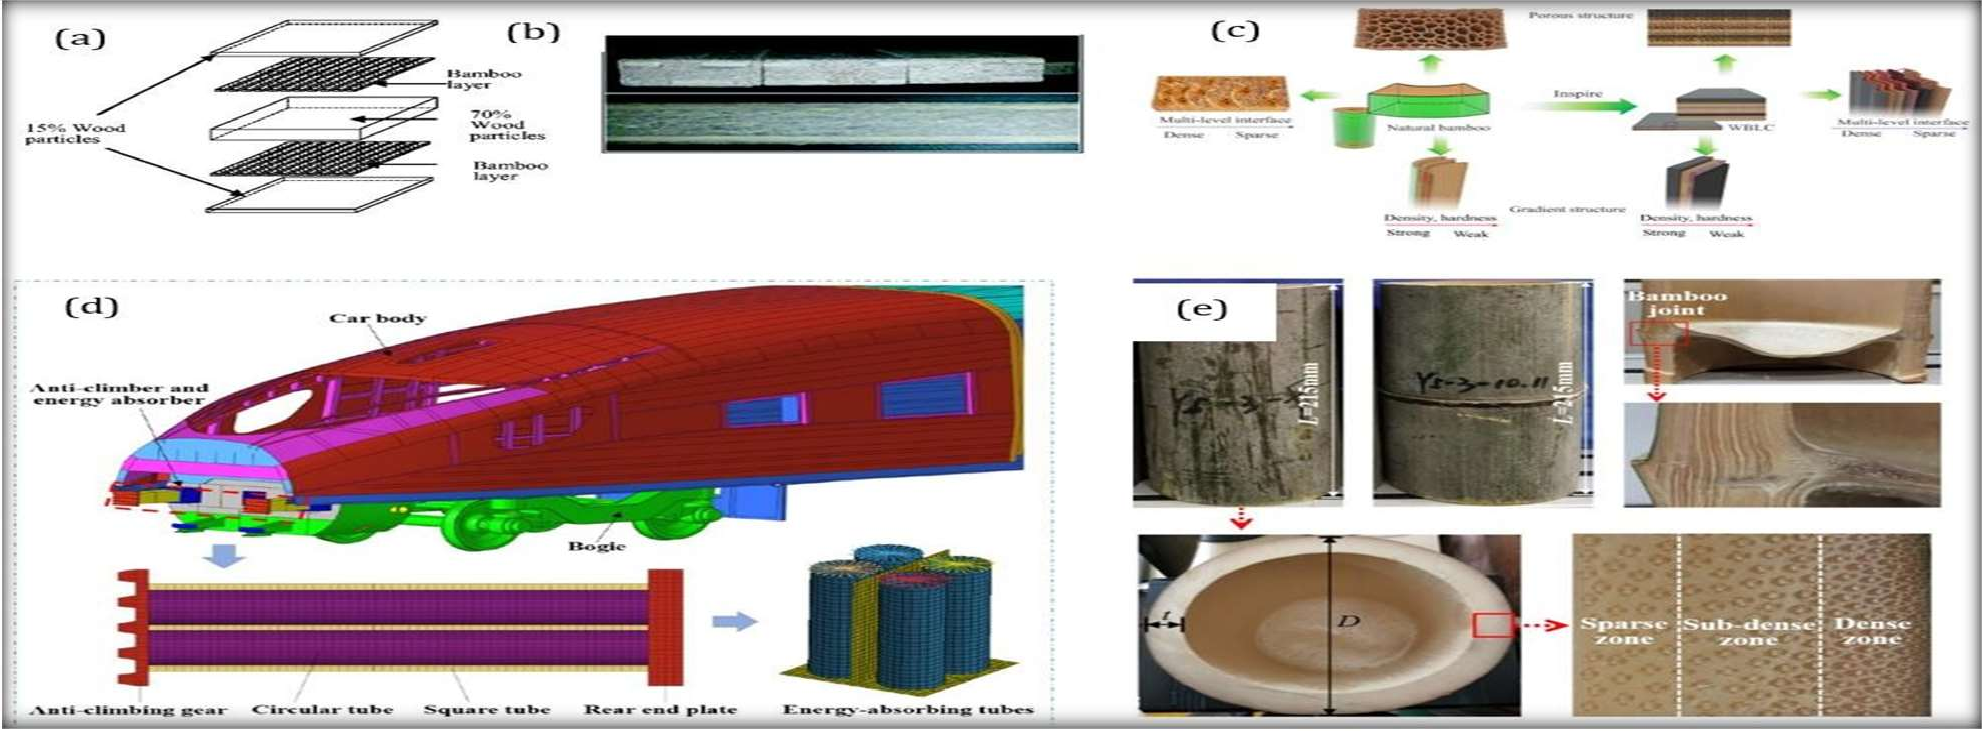 (a)
Bamboo
layer
15% Wood
particles
70%
Wood
particles
Bamboo
layer
(b)
(c)
Porous structure
Inspire
Multi-level interface
Dense Sparse
Natural bamboo
WBLC
Multi-level interface
Dense Sparse
Gradient structure
Density, hardness
Strong Weak
Density, hardness
Strong Weak
(d)
Car body
Anti-climber and
energy absorber
Bogie
Anti-climbing gear
Circular tube
Square tube
Rear end plate
Energy-absorbing tubes
(e)
L=215mm
L=215mm
Bamboo
joint
t
D
Sparse
zone
Sub-dense
zone
Dense
zone